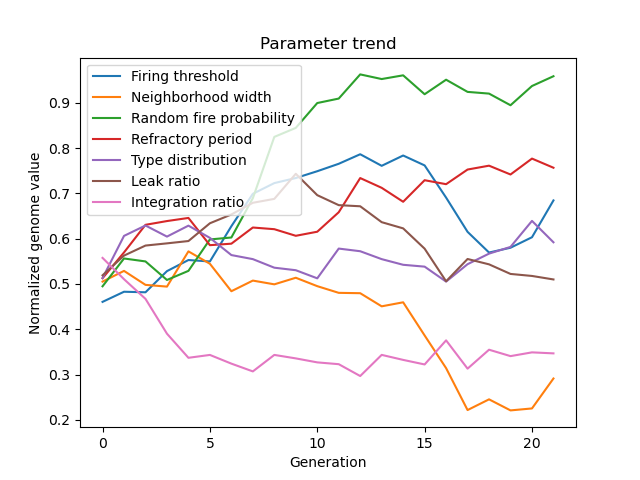 Parameter trend
Firing threshold
Neighborhood width
Random fire probability
Refractory period
Type distribution
Leak ratio
Integration ratio
Normalized genome value
0.9
0.8
0.7
0.6
0.5
0.4
0.3
0.2
0 5 10 15 20
Generation